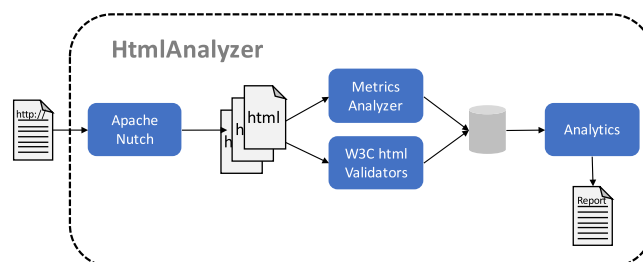 HtmlAnalyzer
http://
Apache
Nutch
h
h
html
Metrics
Analyzer
W3C html
Validators
Analytics
Report